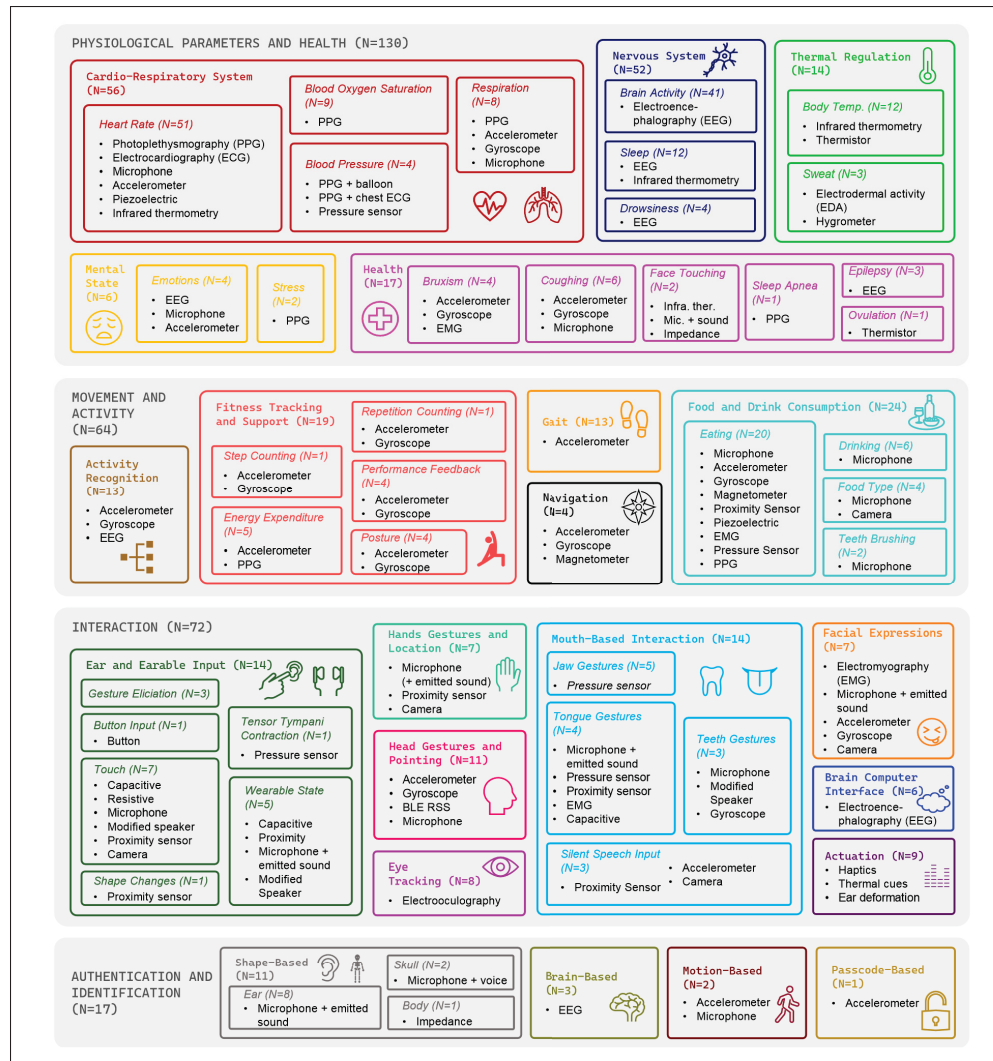 PHYSIOLOGICAL PARAMETERS AND HEALTH (N=130)
Cardio-Respiratory System
(N=56)
Heart Rate (N=51)
• Photoplethysmography (PPG)
• Electrocardiography (ECG)
• Microphone
• Accelerometer
• Piezoelectric
• Infrared thermometry
Blood Oxygen Saturation
(N=9)
• PPG
Blood Pressure (N=4)
• PPG + balloon
• PPG + chest ECG
• Pressure sensor
Respiration
(N=8)
• PPG
• Accelerometer
• Gyroscope
• Microphone
Nervous System
(N=52)
Brain Activity (N=41)
• Electroence-
phalography (EEG)
Sleep (N=12)
• EEG
• Infrared thermometry
Drowsiness (N=4)
• EEG
Thermal Regulation
(N=14)
Body Temp. (N=12)
• Infrared thermometry
• Thermistor
Sweat (N=3)
• Electrodermal activity
(EDA)
• Hygrometer
Mental
State
(N=6)
Emotions (N=4)
• EEG
• Microphone
• Accelerometer
Stress
(N=2)
• PPG
Health
(N=17)
Bruxism (N=4)
• Accelerometer
• Gyroscope
• EMG
Coughing (N=6)
• Accelerometer
• Gyroscope
• Microphone
Face Touching
(N=2)
• Infra. ther.
• Mic. + sound
• Impedance
Sleep Apnea
(N=1)
• PPG
Epilepsy (N=3)
• EEG
Ovulation (N=1)
• Thermistor
MOVEMENT AND
ACTIVITY
(N=64)
Activity
Recognition
(N=13)
• Accelerometer
• Gyroscope
• EEG
Fitness Tracking
and Support (N=19)
Step Counting (N=1)
• Accelerometer
• Gyroscope
Energy Expenditure
(N=5)
• Accelerometer
• PPG
Repetition Counting (N=1)
• Accelerometer
• Gyroscope
Performance Feedback
(N=4)
• Accelerometer
• Gyroscope
Posture (N=4)
• Accelerometer
• Gyroscope
Gait (N=13)
• Accelerometer
Navigation
(N=4)
• Accelerometer
• Gyroscope
• Magnetometer
Food and Drink Consumption (N=24)
Eating (N=20)
• Microphone
• Accelerometer
• Gyroscope
• Magnetometer
• Proximity Sensor
• Piezoelectric
• EMG
• Pressure Sensor
• PPG
Drinking (N=6)
• Microphone
Food Type (N=4)
• Microphone
• Camera
Teeth Brushing
(N=2)
• Microphone
INTERACTION (N=72)
Ear and Earable Input (N=14)
Gesture Eliciation (N=3)
Button Input (N=1)
• Button
Touch (N=7)
• Capacitive
• Resistive
• Microphone
• Modified speaker
• Proximity sensor
• Camera
Shape Changes (N=1)
• Proximity sensor
Tensor Tympani
Contraction (N=1)
• Pressure sensor
Wearable State
(N=5)
• Capacitive
• Proximity
• Microphone +
emitted sound
• Modified
Speaker
Hands Gestures and
Location (N=7)
• Microphone
(+ emitted sound)
• Proximity sensor
• Camera
Head Gestures and
Pointing (N=11)
• Accelerometer
• Gyroscope
• BLE RSS
• Microphone
Eye
Tracking (N=8)
• Electrooculography
Mouth-Based Interaction (N=14)
Jaw Gestures (N=5)
• Pressure sensor
Tongue Gestures
(N=4)
• Microphone +
emitted sound
• Pressure sensor
• Proximity sensor
• EMG
• Capacitive
Teeth Gestures
(N=3)
• Microphone
• Modified
Speaker
• Gyroscope
Silent Speech Input
(N=3)
• Proximity Sensor
• Accelerometer
• Camera
Facial Expressions
(N=7)
• Electromyography
(EMG)
• Microphone + emitted
sound
• Accelerometer
• Gyroscope
• Camera
Brain Computer
Interface (N=6)
• Electroence-
phalography (EEG)
Actuation (N=9)
• Haptics
• Thermal cues
• Ear deformation
AUTHENTICATION AND
IDENTIFICATION
(N=17)
Shape-Based
(N=11)
Ear (N=8)
• Microphone + emitted
sound
Skull (N=2)
• Microphone + voice
Body (N=1)
• Impedance
Brain-Based
(N=3)
• EEG
Motion-Based
(N=2)
• Accelerometer
• Microphone
Passcode-Based
(N=1)
• Accelerometer